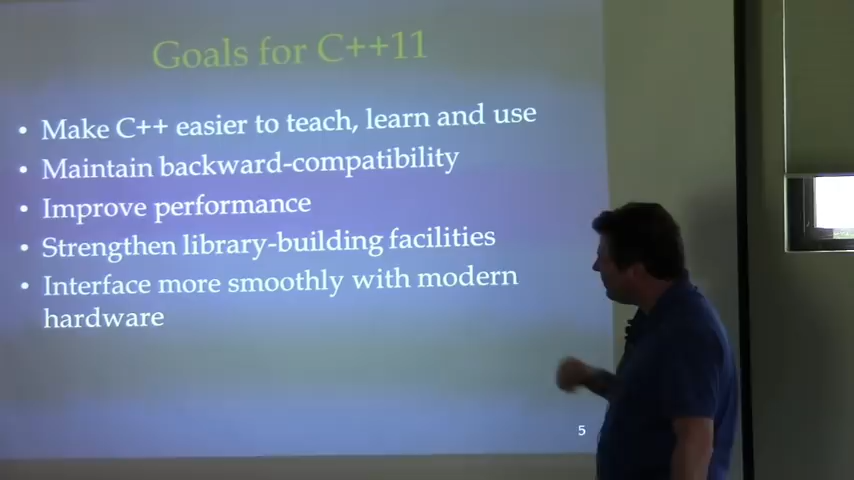 Goals for C++11
• Make C++ easier to teach, learn and use
• Maintain backward-compatibility
• Improve performance
• Strengthen library-building facilities
• Interface more smoothly with modern
hardware
5